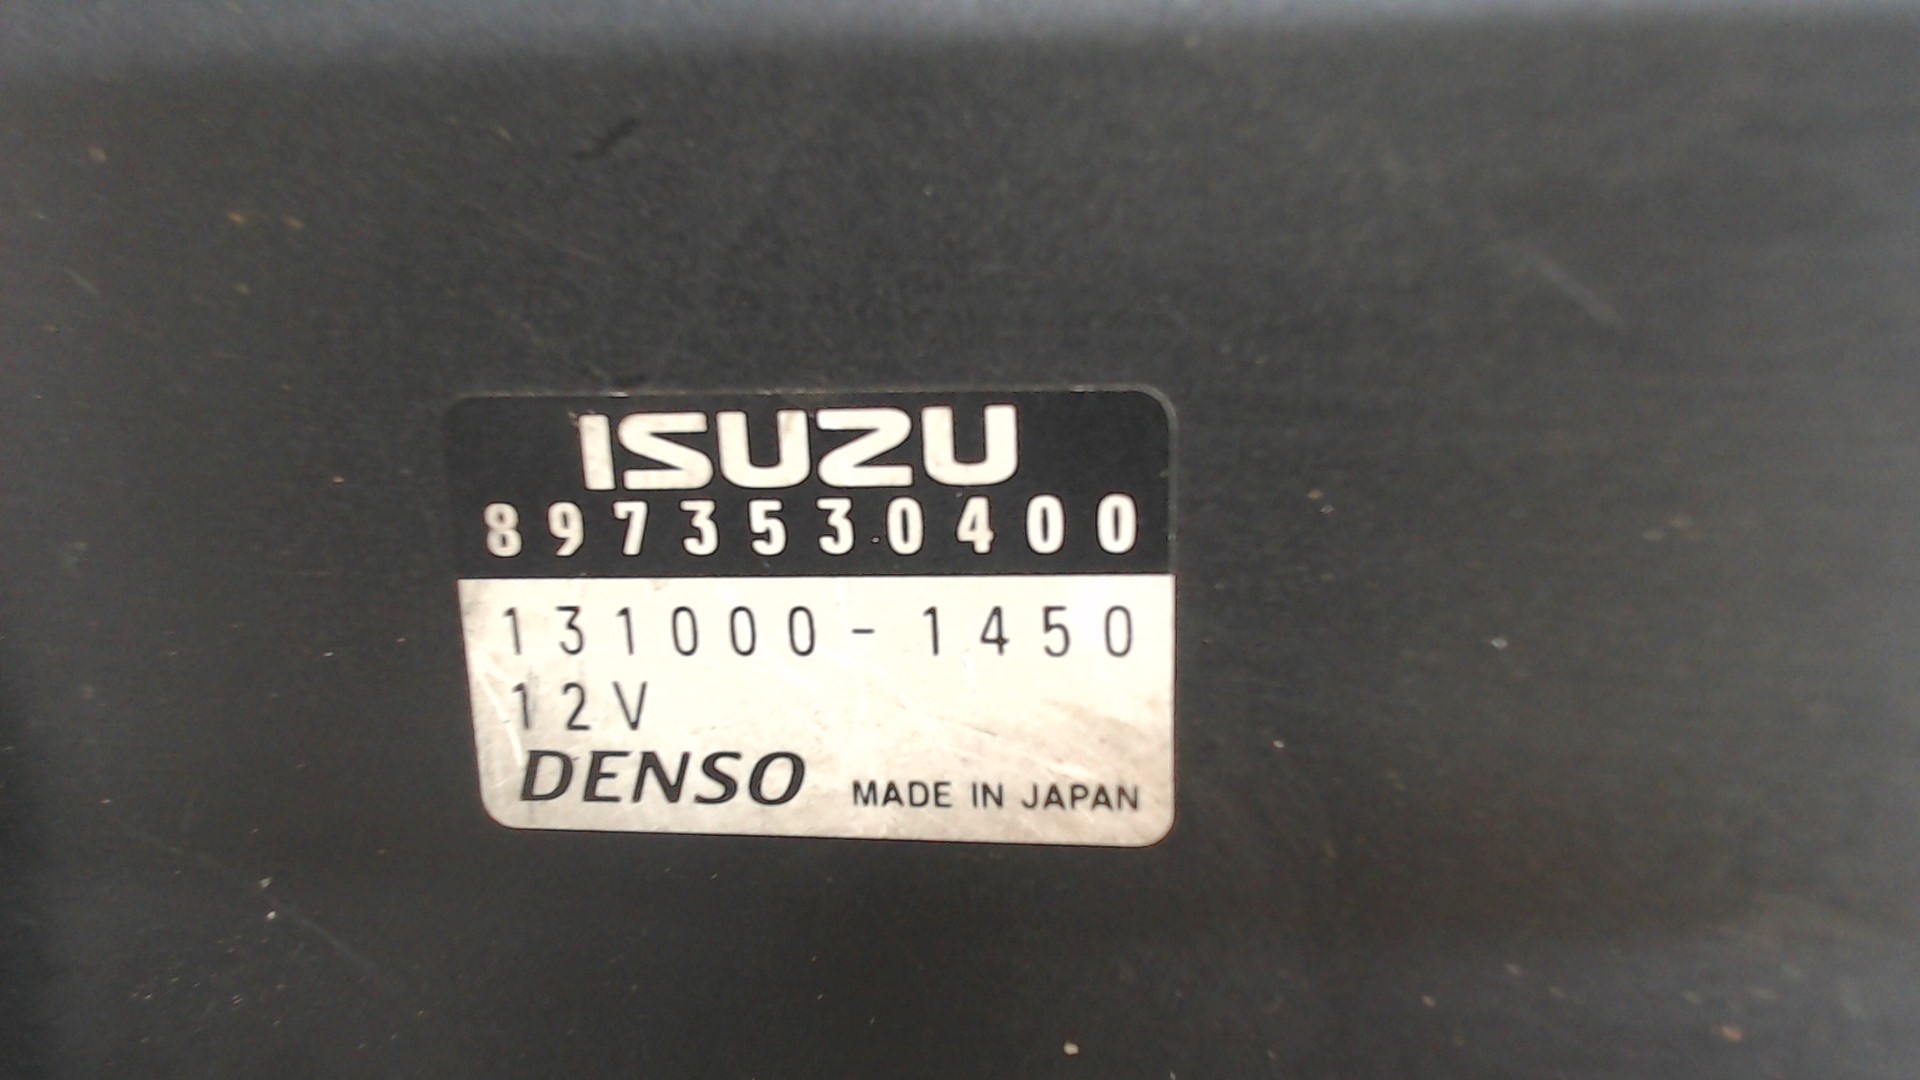 ISUZU
8973530400
131000-1450
12V
DENSO MADE IN JAPAN